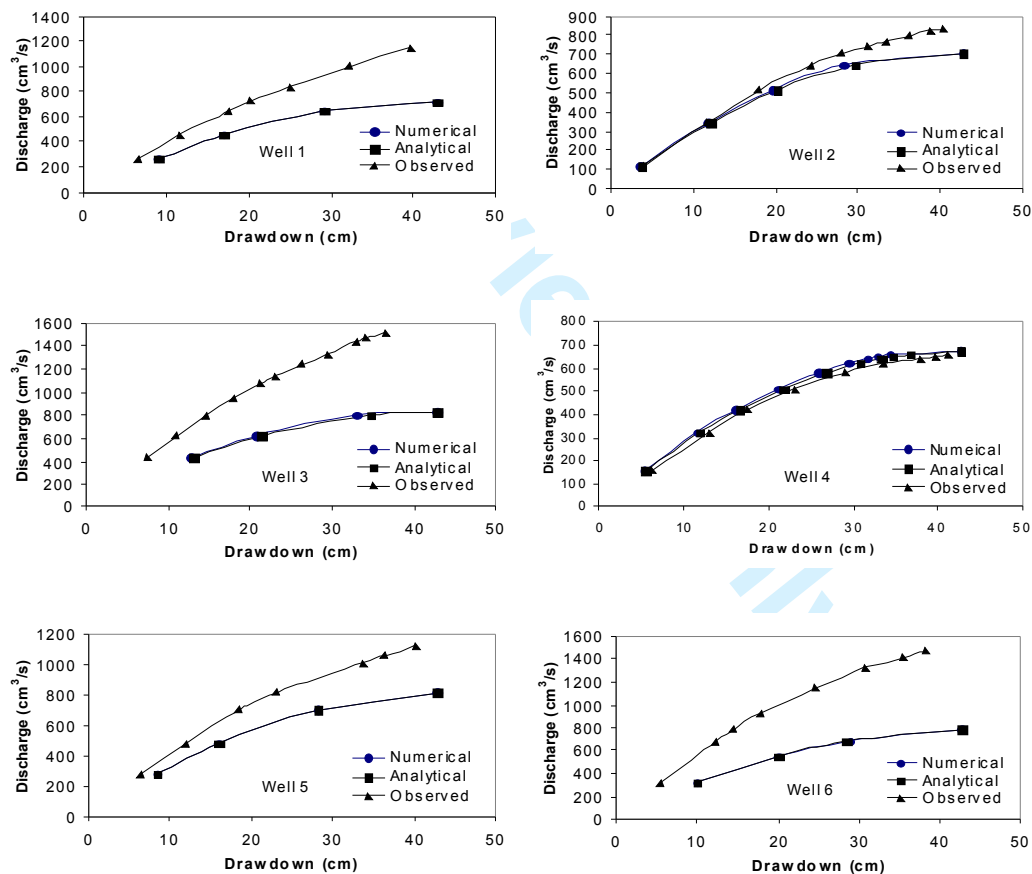 Discharge (cm³/s)
1400
1200
1000
800
600
400
200
0
0 10 20 30 40 50
Drawdown (cm)
Well 1
Numerical
Analytical
Observed
Discharge (cm³/s)
900
800
700
600
500
400
300
200
100
0
0 10 20 30 40 50
Drawdown (cm)
Well 2
Numerical
Analytical
Observed
Discharge (cm³/s)
1600
1400
1200
1000
800
600
400
200
0
0 10 20 30 40 50
Drawdown (cm)
Well 3
Numerical
Analytical
Observed
Discharge (cm³/s)
800
700
600
500
400
300
200
100
0
0 10 20 30 40 50
Drawdown (cm)
Well 4
Numeical
Analytical
Observed
Discharge (cm³/s)
1200
1000
800
600
400
200
0
0 10 20 30 40 50
Drawdown (cm)
Well 5
Numerical
Analytical
Observed
Discharge (cm³/s)
1600
1400
1200
1000
800
600
400
200
0
0 10 20 30 40 50
Drawdown (cm)
Well 6
Numerical
Analytical
Observed